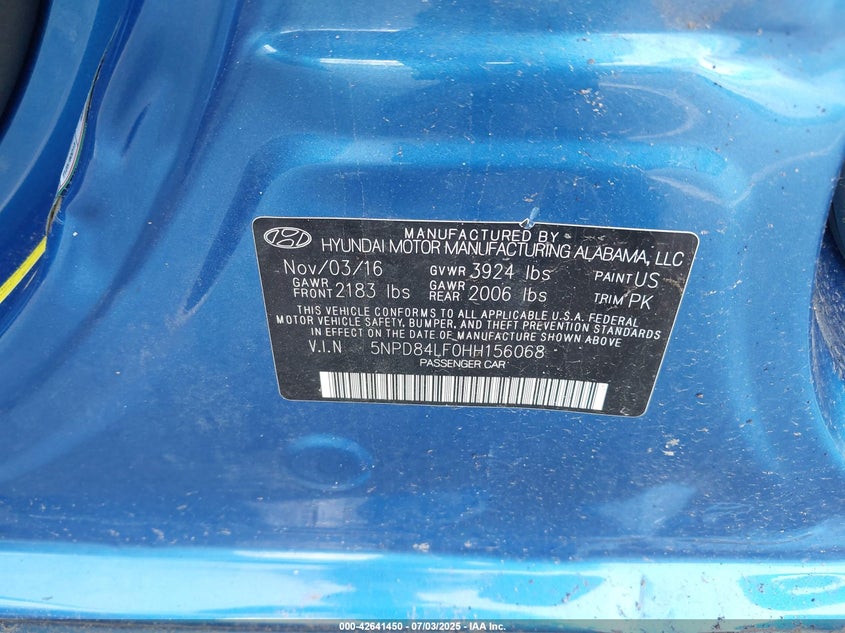 MANUFACTURED BY
HYUNDAI MOTOR MANUFACTURING ALABAMA, LLC
Nov/03/16 GVWR 3924 lbs PAINT US
GAWR FRONT 2183 lbs GAWR REAR 2006 lbs TRIM PK
THIS VEHICLE CONFORMS TO ALL APPLICABLE U.S.A. FEDERAL
MOTOR VEHICLE SAFETY, BUMPER, AND THEFT PREVENTION STANDARDS
IN EFFECT ON THE DATE OF MANUFACTURE SHOWN ABOVE
V.I.N 5NPD84LF0HH156068
PASSENGER CAR
000-42641450 - 07/03/2025 - IAA Inc.